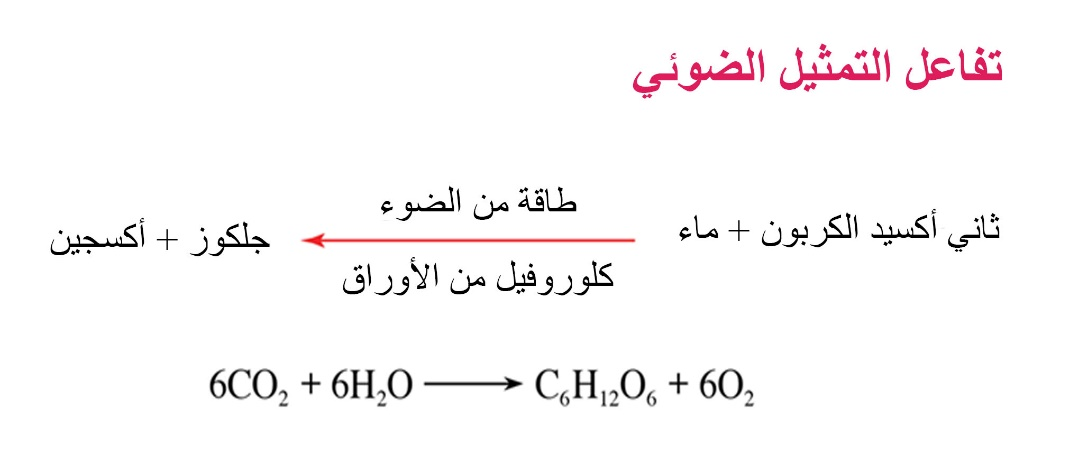 تفاعل التمثيل الضوئي
طاقة من الضوء
ثاني أكسيد الكربون + ماء ⟵ جلكوز + أكسجين
كلوروفيل من الأوراق
6CO₂ + 6H₂O ⟶ C₆H₁₂O₆ + 6O₂